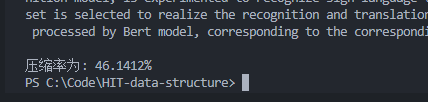 nition model, is experimented to recognize sign language
set is selected to realize the recognition and translation
processed by Bert model, corresponding to the correspondi
压缩率为: 46.1412%
PS C:\Code\HIT-data-structure>